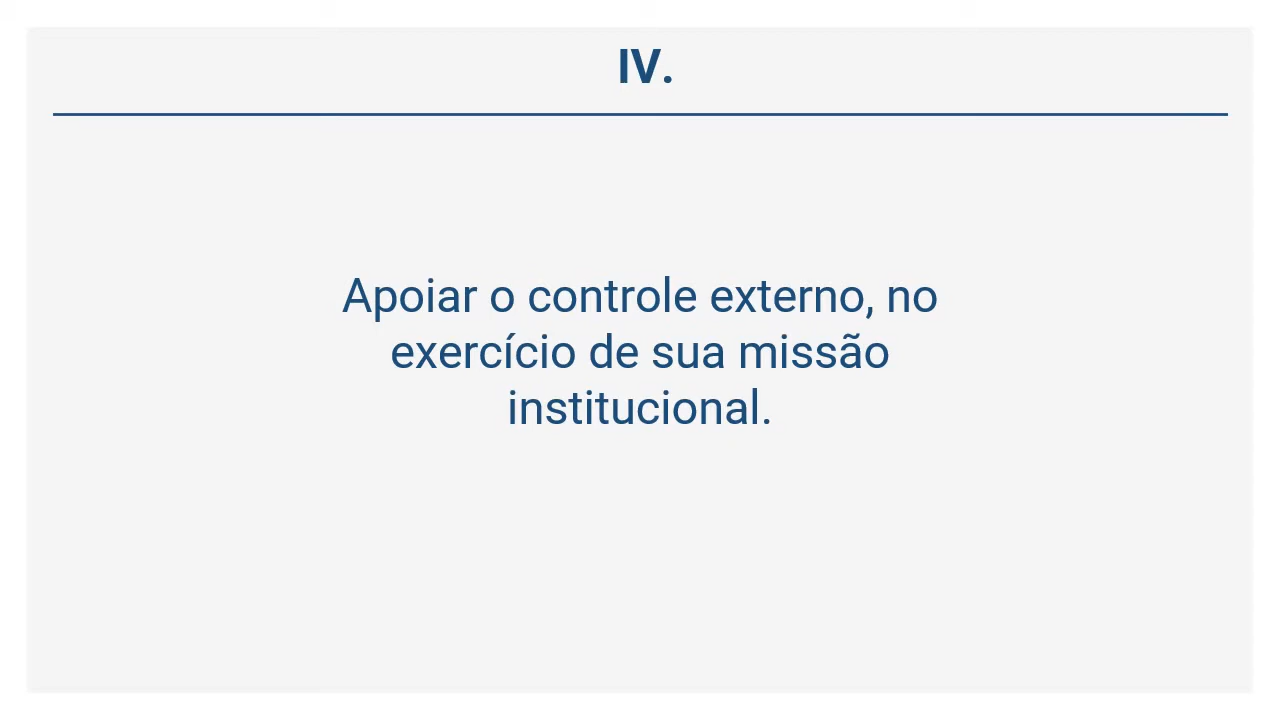 IV.
Apoiar o controle externo, no
exercício de sua missão
institucional.